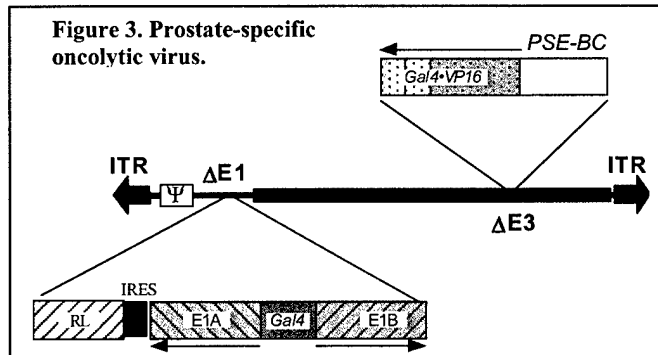 Figure 3. Prostate-specific
oncolytic virus.
PSE-BC
Gal4•VP16
ITR
Ψ
ΔE1
ITR
ΔE3
IRES
RL
E1A
Gal4
E1B